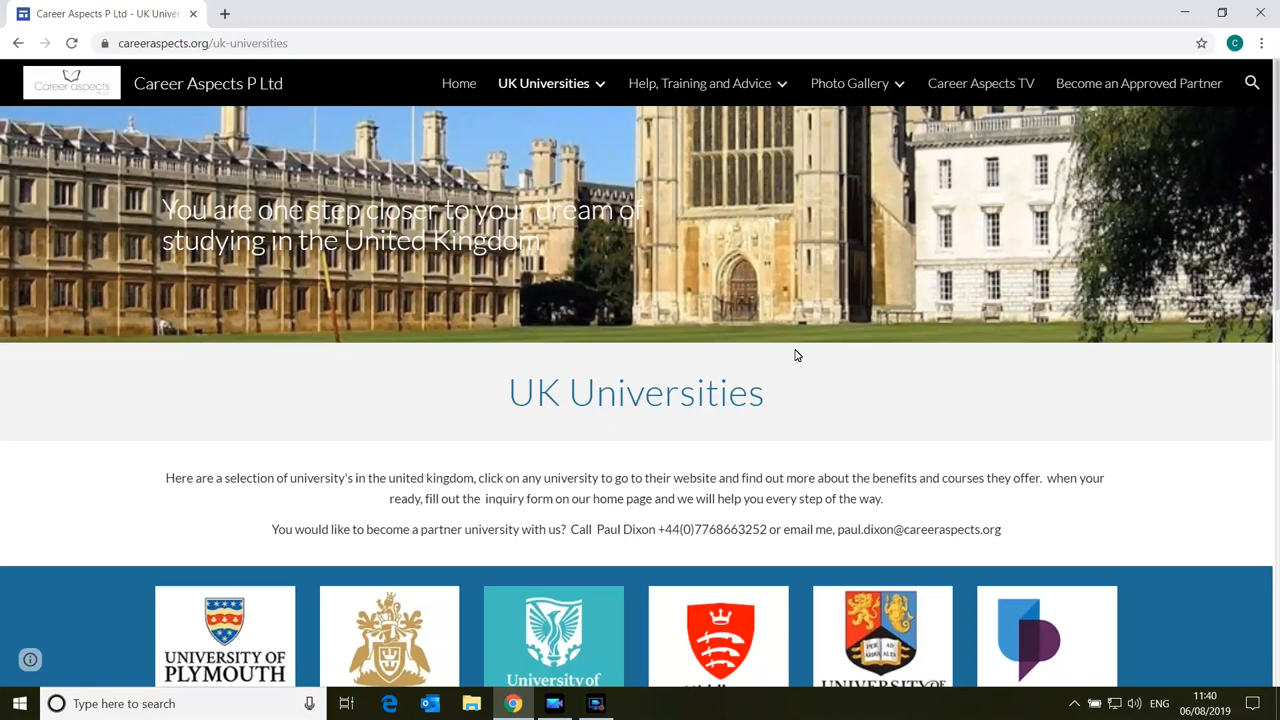 Career Aspects P Ltd - UK Univer
careeraspects.org/uk-universities
C
Career aspects
Career Aspects P Ltd
Home
UK Universities
Help, Training and Advice
Photo Gallery
Career Aspects TV
Become an Approved Partner
You are one step closer to your dream of
studying in the United Kingdom.
UK Universities
Here are a selection of university's in the united kingdom, click on any university to go to their website and find out more about the benefits and courses they offer. when your
ready, fill out the inquiry form on our home page and we will help you every step of the way.
You would like to become a partner university with us? Call Paul Dixon +44(0)7768663252 or email me, paul.dixon@careeraspects.org
UNIVERSITY OF
PLYMOUTH
University of
PER AD
ARDUA ALTA
Type here to search
ENG
11:40
06/08/2019